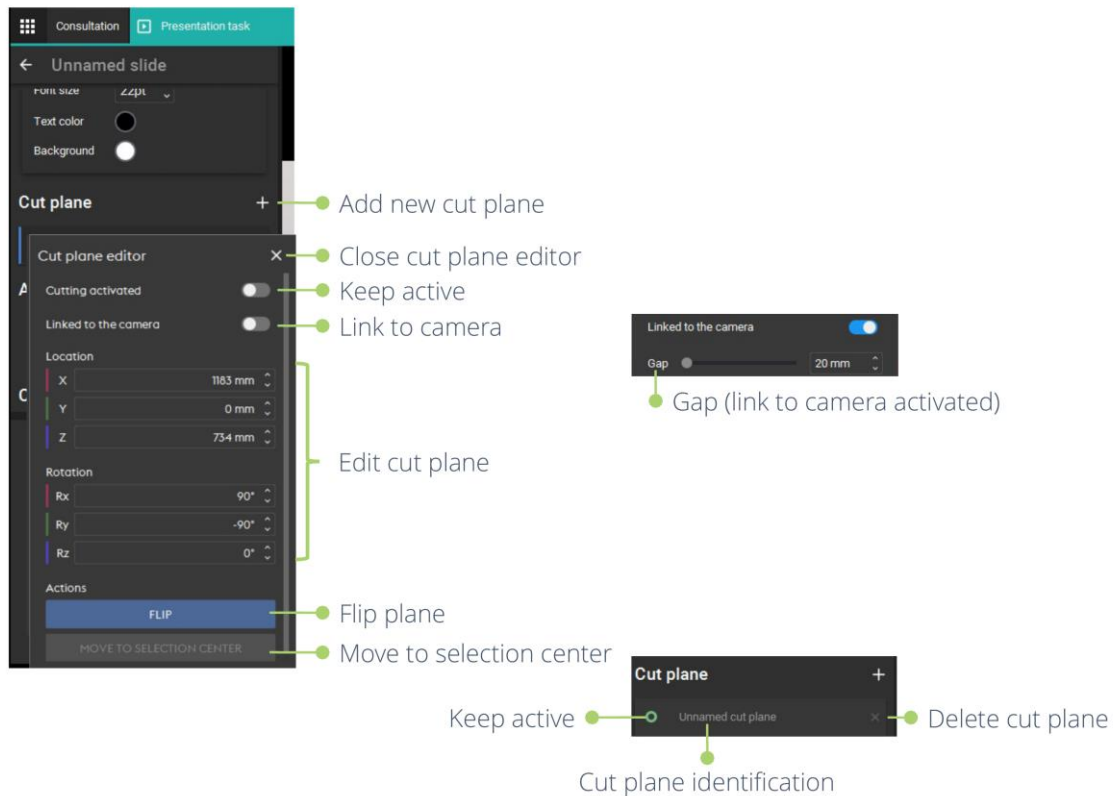 Consultation Presentation task
Unnamed slide
Font size 22pt
Text color
Background
Cut plane + Add new cut plane
Cut plane editor × Close cut plane editor
A Cutting activated Keep active
Linked to the camera Link to camera
Location
X 1183 mm
Y 0 mm
Z 734 mm
C
Edit cut plane
Rotation
Rx 90°
Ry -90°
Rz 0°
Actions
FLIP Flip plane
MOVE TO SELECTION CENTER Move to selection center
Linked to the camera
Gap 20 mm
Gap (link to camera activated)
Cut plane +
Keep active Unnamed cut plane × Delete cut plane
Cut plane identification